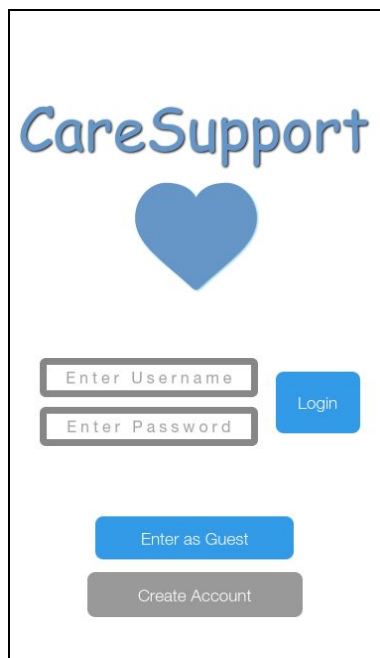 CareSupport
Enter Username
Login
Enter Password
Enter as Guest
Create Account